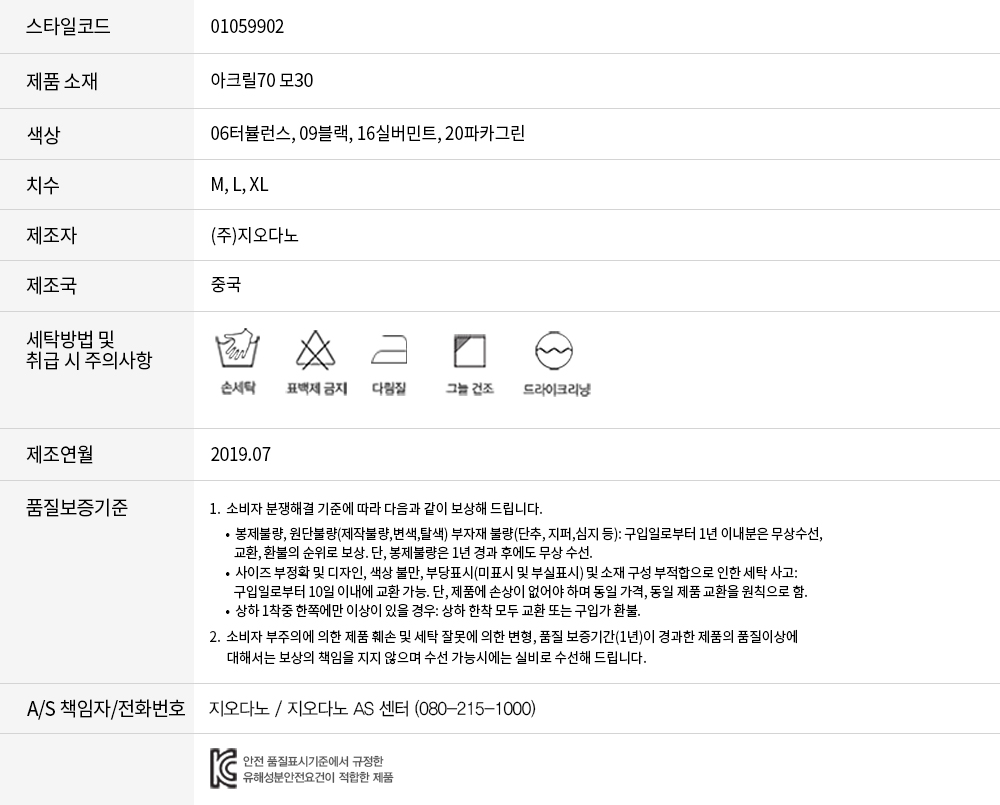 스타일코드 01059902
제품 소재 아크릴70 모30
색상 06터뷸런스, 09블랙, 16실버민트, 20파카그린
치수 M, L, XL
제조자 (주)지오다노
제조국 중국
세탁방법 및
취급 시 주의사항
손세탁 표백제 금지 다림질 그늘 건조 드라이크리닝
제조연월 2019.07
품질보증기준
1. 소비자 분쟁해결 기준에 따라 다음과 같이 보상해 드립니다.
• 봉제불량, 원단불량(제작불량,변색,탈색) 부자재 불량(단추, 지퍼,심지 등): 구입일로부터 1년 이내분은 무상수선,
교환, 환불의 순위로 보상. 단, 봉제불량은 1년 경과 후에도 무상 수선.
• 사이즈 부정확 및 디자인, 색상 불만, 부당표시(미표시 및 부실표시) 및 소재 구성 부적합으로 인한 세탁 사고:
구입일로부터 10일 이내에 교환 가능. 단, 제품에 손상이 없어야 하며 동일 가격, 동일 제품 교환을 원칙으로 함.
• 상하 1착중 한쪽에만 이상이 있을 경우: 상하 한착 모두 교환 또는 구입가 환불.
2. 소비자 부주의에 의한 제품 훼손 및 세탁 잘못에 의한 변형, 품질 보증기간(1년)이 경과한 제품의 품질이상에
대해서는 보상의 책임을 지지 않으며 수선 가능시에는 실비로 수선해 드립니다.
A/S 책임자/전화번호 지오다노 / 지오다노 AS 센터 (080-215-1000)
KC 안전 품질표시기준에서 규정한
유해성분안전요건이 적합한 제품